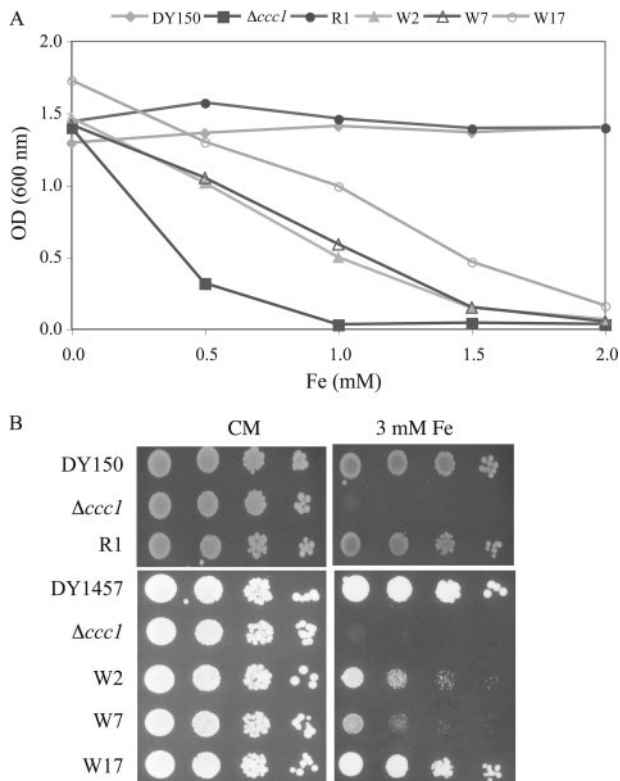 A
DY150 Δccc1 R1 W2 W7 W17
2.0
1.5
1.0
0.5
0.0
OD (600 nm)
0.0 0.5 1.0 1.5 2.0
Fe (mM)
B
CM 3 mM Fe
DY150
Δccc1
R1
DY1457
Δccc1
W2
W7
W17